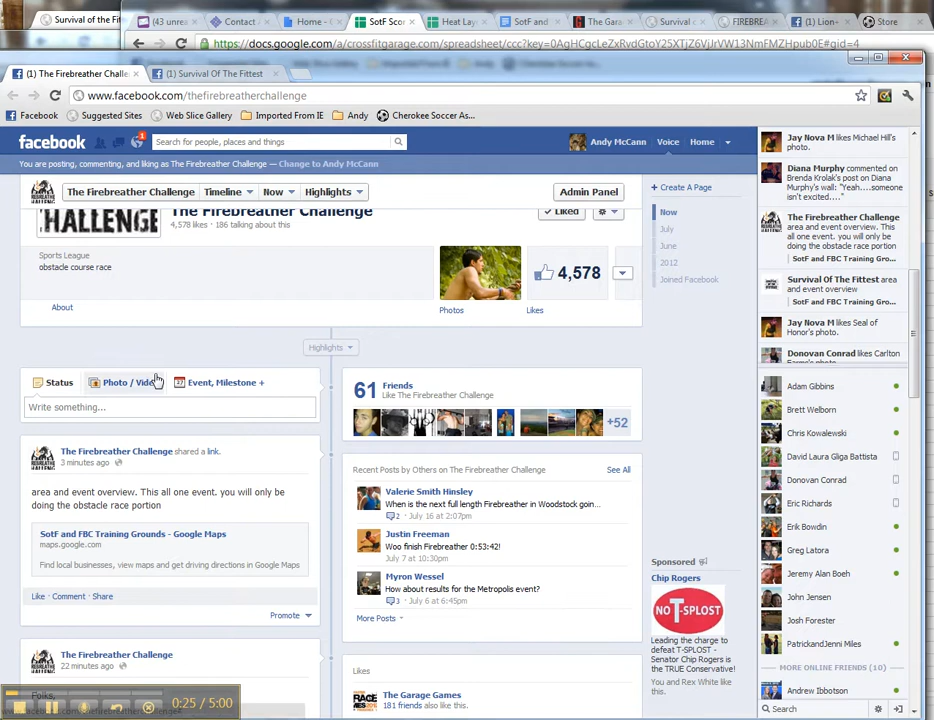 Survival of the Fi
(42 unrea
Contact
Home - G
SotF Scor
Heat Laye
SotF and
The Garag
Survival o
FIREBREA
(1) Lion
Store
https://docs.google.com/a/crossfitgarage.com/spreadsheet/ccc?key=0AgHCgcLeZxRvdGtoY25XTjZ6VjJrVW13NmFMZHpub0E#gid=4
(1) The Firebreather Challe
(1) Survival Of The Fittest
www.facebook.com/thefirebreatherchallenge
Facebook
Suggested Sites
Web Slice Gallery
Imported From IE
Andy
Cherokee Soccer As...
facebook
1
Search for people, places and things
Andy McCann
Voice
Home
You are posting, commenting, and liking as The Firebreather Challenge - Change to Andy McCann
The Firebreather Challenge
Timeline
Now
Highlights
Admin Panel
HALLENGE
The Firebreather Challenge
4,578 likes · 186 talking about this
Liked
Sports League
obstacle course race
4,578
About
Photos
Likes
Highlights
Status
Photo / Video
Event, Milestone +
Write something...
The Firebreather Challenge shared a link.
3 minutes ago
area and event overview. This all one event. you will only be
doing the obstacle race portion
SotF and FBC Training Grounds - Google Maps
maps.google.com
Find local businesses, view maps and get driving directions in Google Maps
Like · Comment · Share
Promote
The Firebreather Challenge
22 minutes ago
Folks,
0:25 / 5:00
61
Friends
Like The Firebreather Challenge
+52
Recent Posts by Others on The Firebreather Challenge
See All
Valerie Smith Hinsley
When is the next full length Firebreather in Woodstock goin...
2 · July 16 at 2:07pm
Justin Freeman
Woo finish Firebreather 0:53:42!
July 7 at 10:30pm
Myron Wessel
How about results for the Metropolis event?
3 · July 6 at 6:45pm
More Posts
Likes
The Garage Games
181 friends also like this.
Create A Page
Now
July
June
2012
Joined Facebook
Sponsored
Chip Rogers
NO T-SPLOST
Leading the charge to
defeat T-SPLOST -
Senator Chip Rogers is
the TRUE Conservative!
You and Rex White like
this.
Jay Nova M likes Michael Hill's
photo.
Diana Murphy commented on
Brenda Krolak's post on Diana
Murphy's wall: "Yeah....someone
isn't excited...."
The Firebreather Challenge
area and event overview. This
all one event. you will only be
doing the obstacle race portion
SotF and FBC Training Gro...
Survival Of The Fittest area
and event overview
SotF and FBC Training Gro...
Jay Nova M likes Seal of
Honor's photo.
Donovan Conrad likes Carlton
Adam Gibbins
Brett Welborn
Chris Kowalewski
David Laura Gliga Battista
Donovan Conrad
Eric Richards
Erik Bowdin
Greg Latora
Jeremy Alan Boeh
John Jensen
Josh Forester
PatrickandJenni Miles
MORE ONLINE FRIENDS (10)
Andrew Ibbotson
Search